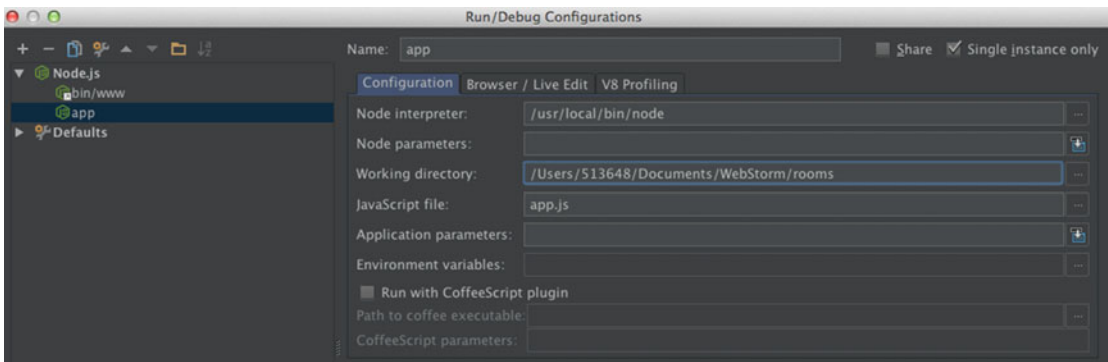 Run/Debug Configurations
Name: app
Share Single instance only
Node.js
bin/www
app
Defaults
Configuration Browser / Live Edit V8 Profiling
Node interpreter: /usr/local/bin/node
Node parameters:
Working directory: /Users/513648/Documents/WebStorm/rooms
JavaScript file: app.js
Application parameters:
Environment variables:
Run with CoffeeScript plugin
Path to coffee executable:
CoffeeScript parameters: